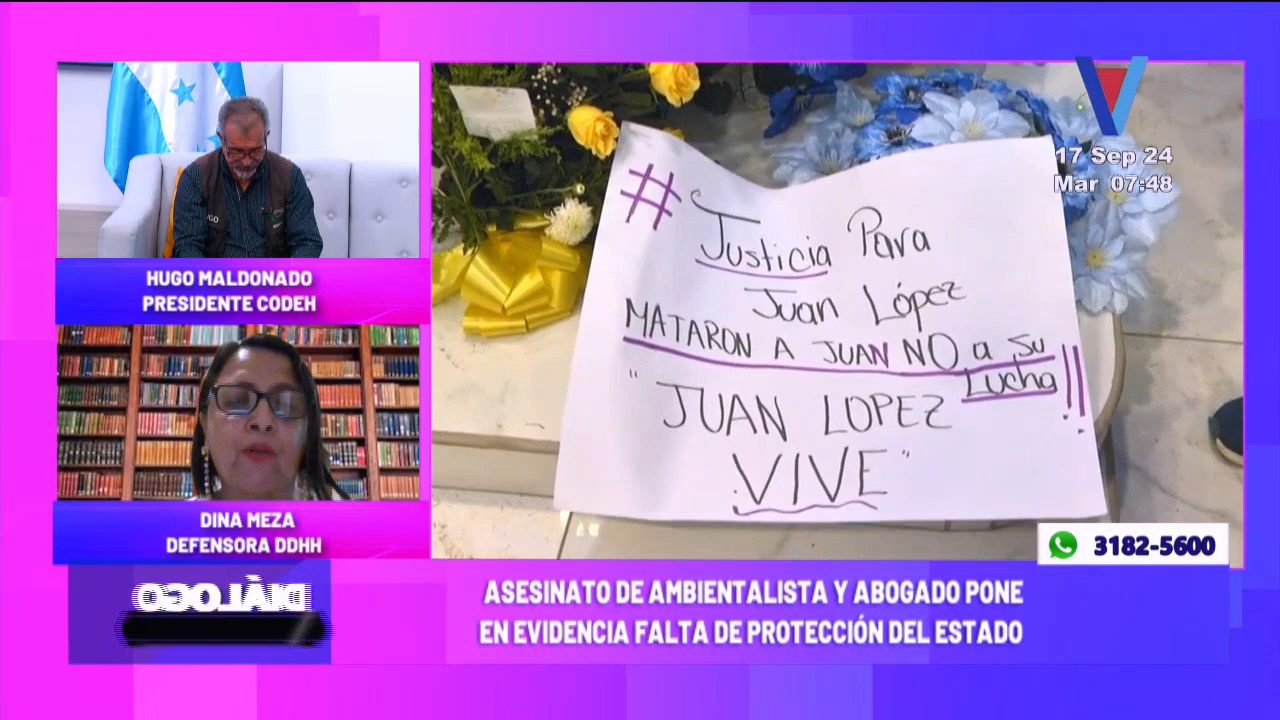 HUGO MALDONADO
PRESIDENTE CODEH
DINA MEZA
DEFENSORA DDHH
DIÁLOGO
# Justicia Para
Juan López
MATARON A JUAN NO a Su
Lucha!!
"JUAN LOPEZ
VIVE"
17 Sep 24
Mar 07:48
3182-5600
ASESINATO DE AMBIENTALISTA Y ABOGADO PONE
EN EVIDENCIA FALTA DE PROTECCIÓN DEL ESTADO